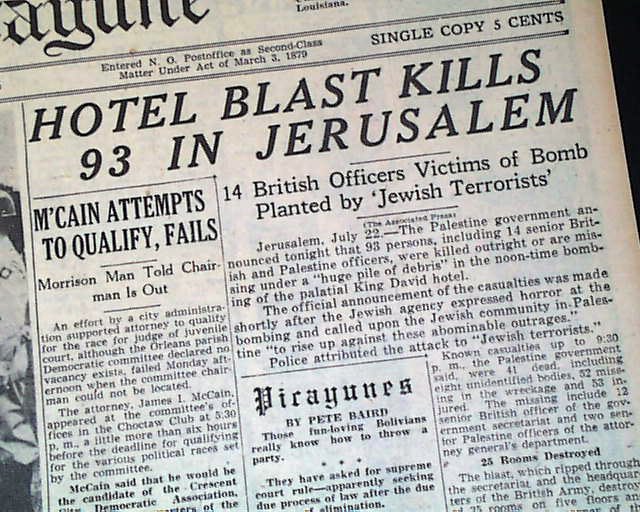 ayune
Louisiana.
Entered N. O. Postoffice as Second-Class
Matter Under Act of March 3, 1879
SINGLE COPY 5 CENTS
HOTEL BLAST KILLS
93 IN JERUSALEM
M'CAIN ATTEMPTS
TO QUALIFY, FAILS
Morrison Man Told Chair-
man Is Out
An effort by a city administra-
tion supported attorney to qualify
for the race for judge of juvenile
court, although the Orleans parish
Democratic committee declared no
vacancy exists, failed Monday aft-
ernoon when the committee chair-
man could not be located.
The attorney, James I. McCain,
appeared at the committee's of-
fices in the Choctaw Club at 5:30
p. m., a little more than six hours
before the deadline for qualifying
for the various political races set
by the committee.
McCain said that he would be
the candidate of the Crescent
City Democratic Association,
14 British Officers Victims of Bomb
Planted by 'Jewish Terrorists'
(The Associated Press)
Jerusalem, July 22.—The Palestine government an-
nounced tonight that 93 persons, including 14 senior Brit-
ish and Palestine officers, were killed outright or are mis-
sing under a "huge pile of debris" in the noon-time bomb-
ing of the palatial King David hotel.
The official announcement of the casualties was made
shortly after the Jewish agency expressed horror at the
bombing and called upon the Jewish community in Pales-
tine "to rise up against these abominable outrages."
Police attributed the attack to "Jewish terrorists."
Picayunes
BY PETE BAIRD
Those fun-loving Bolivians
really know how to throw a
party.
* * *
They have asked for supreme
court rule—apparently seeking
due process of law after the due
elimination.
Known casualties up to 9:30
p. m., the Palestine government
said, were 41 dead, including
eight unidentified bodies, 52 miss-
ing in the wreckage and 53 in-
jured. The missing include 12
senior British officer of the gov-
ernment secretariat and two sen-
ior Palestine officers of the attor-
ney general's department.
25 Rooms Destroyed
The blast, which ripped through
the secretariat and the headquar-
ters of the British Army, destroy-
25 rooms on five floors